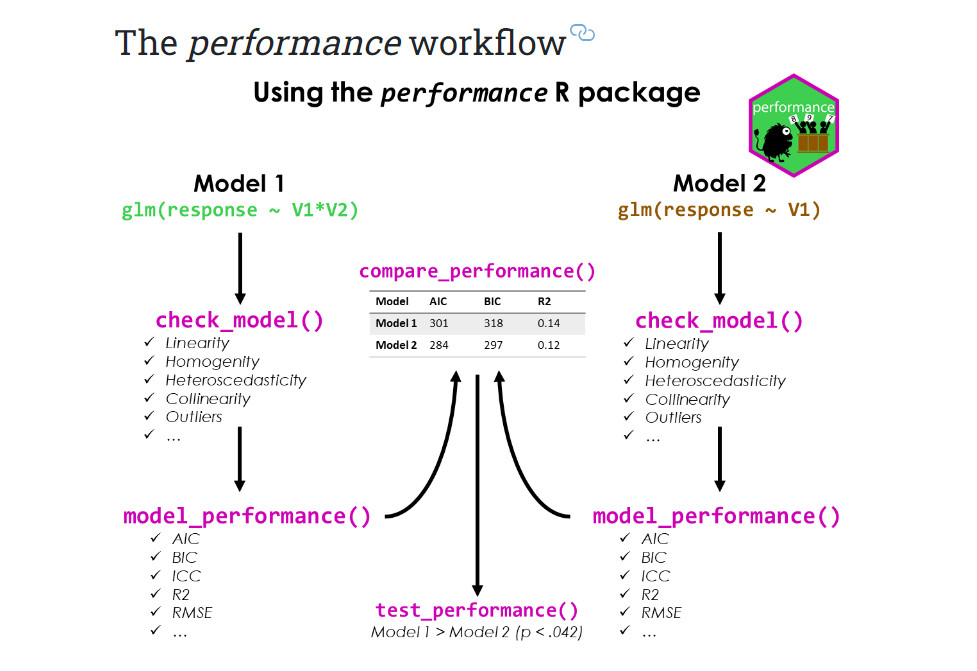 The performance workflow
Using the performance R package
performance
8 9 7
Model 1
glm(response ~ V1*V2)
Model 2
glm(response ~ V1)
compare_performance()
Model AIC BIC R2
Model 1 301 318 0.14
Model 2 284 297 0.12
check_model()
✓ Linearity
✓ Homogenity
✓ Heteroscedasticity
✓ Collinearity
✓ Outliers
✓ ...
check_model()
✓ Linearity
✓ Homogenity
✓ Heteroscedasticity
✓ Collinearity
✓ Outliers
✓ ...
model_performance()
✓ AIC
✓ BIC
✓ ICC
✓ R2
✓ RMSE
✓ ...
model_performance()
✓ AIC
✓ BIC
✓ ICC
✓ R2
✓ RMSE
✓ ...
test_performance()
Model 1 > Model 2 (p < .042)